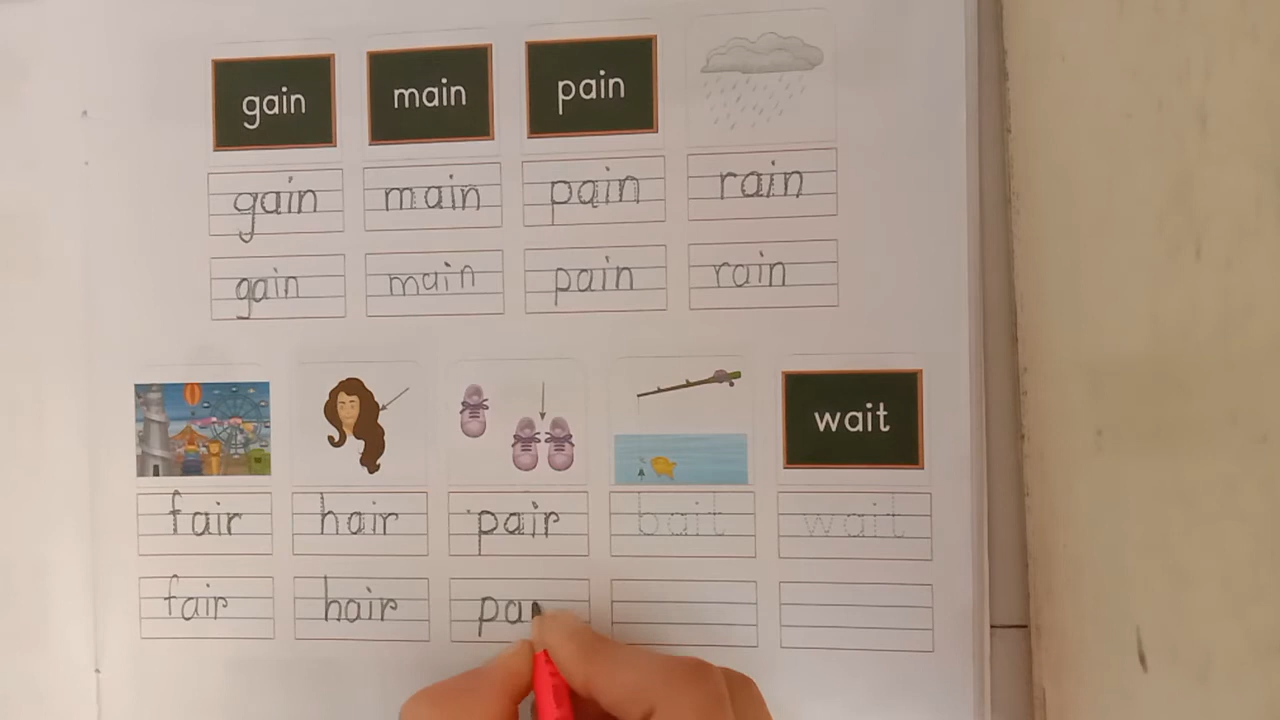 gain main pain
gain main pain rain
gain main pain rain
wait
fair hair pair bait wait
fair hair pa